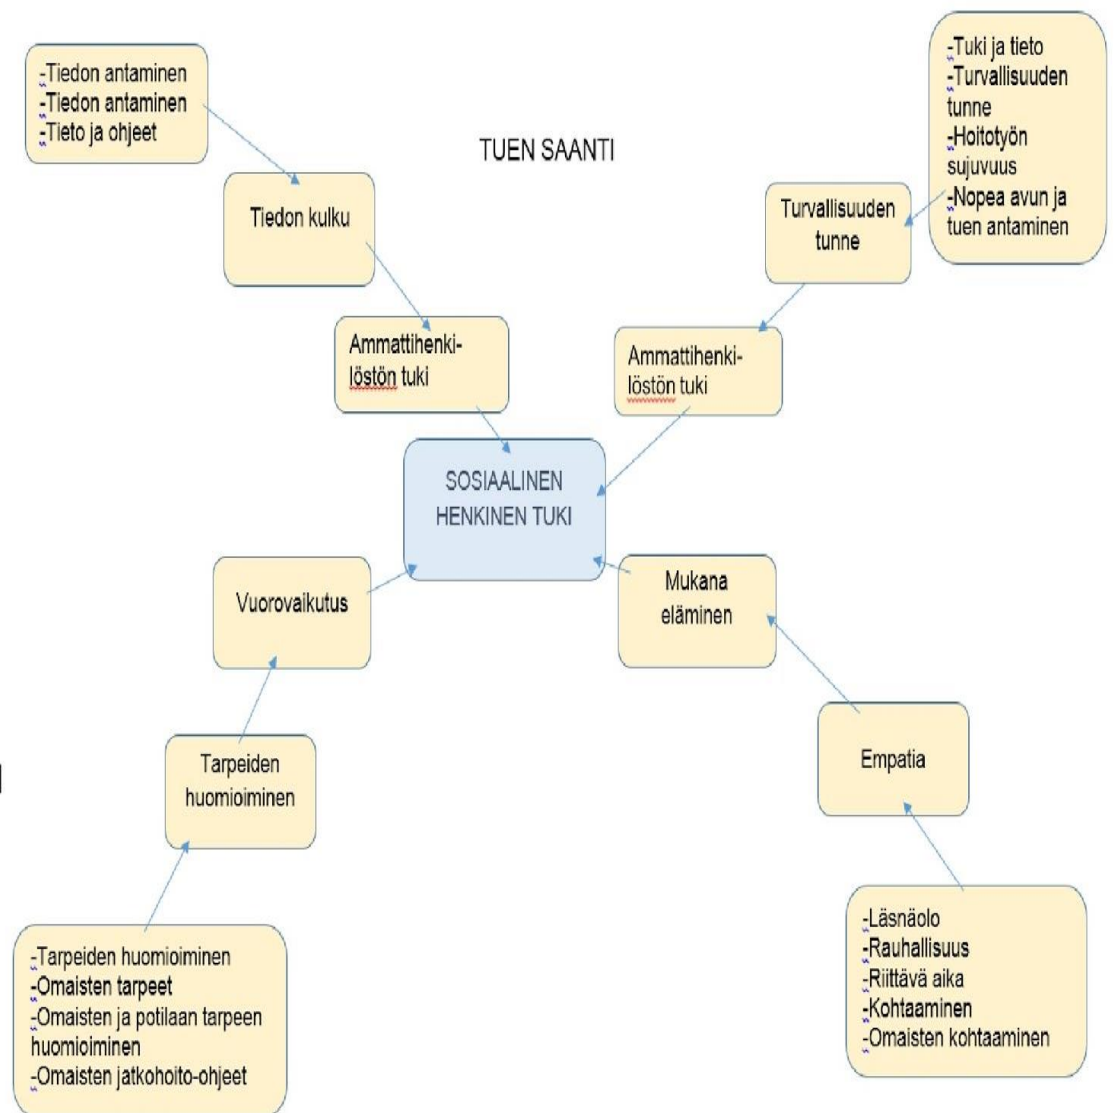 -Tiedon antaminen
-Tiedon antaminen
-Tieto ja ohjeet
TUEN SAANTI
-Tuki ja tieto
-Turvallisuuden
tunne
-Hoitotyön
sujuvuus
-Nopea avun ja
tuen antaminen
Tiedon kulku
Turvallisuuden
tunne
Ammattihenki-
löstön tuki
Ammattihenki-
löstön tuki
SOSIAALINEN
HENKINEN TUKI
Vuorovaikutus
Mukana
eläminen
Tarpeiden
huomioiminen
Empatia
-Tarpeiden huomioiminen
-Omaisten tarpeet
-Omaisten ja potilaan tarpeen
huomioiminen
-Omaisten jatkohoito-ohjeet
-Läsnäolo
-Rauhallisuus
-Riittävä aika
-Kohtaaminen
-Omaisten kohtaaminen